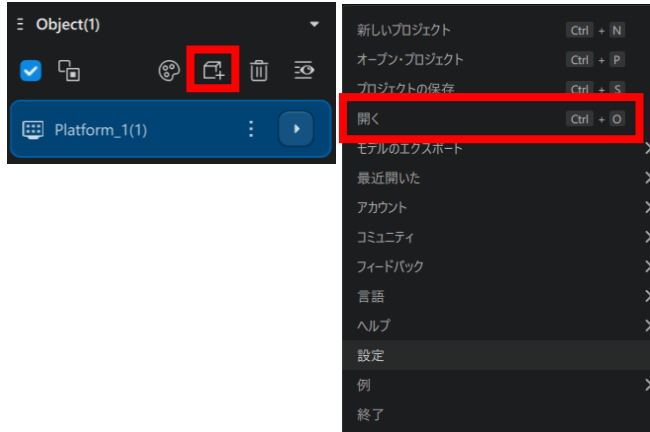 Object(1)
Platform_1(1)
新しいプロジェクト Ctrl + N
オープン・プロジェクト Ctrl + P
プロジェクトの保存 Ctrl + S
開く Ctrl + O
モデルのエクスポート
最近開いた
アカウント
コミュニティ
フィードバック
言語
ヘルプ
設定
例
終了